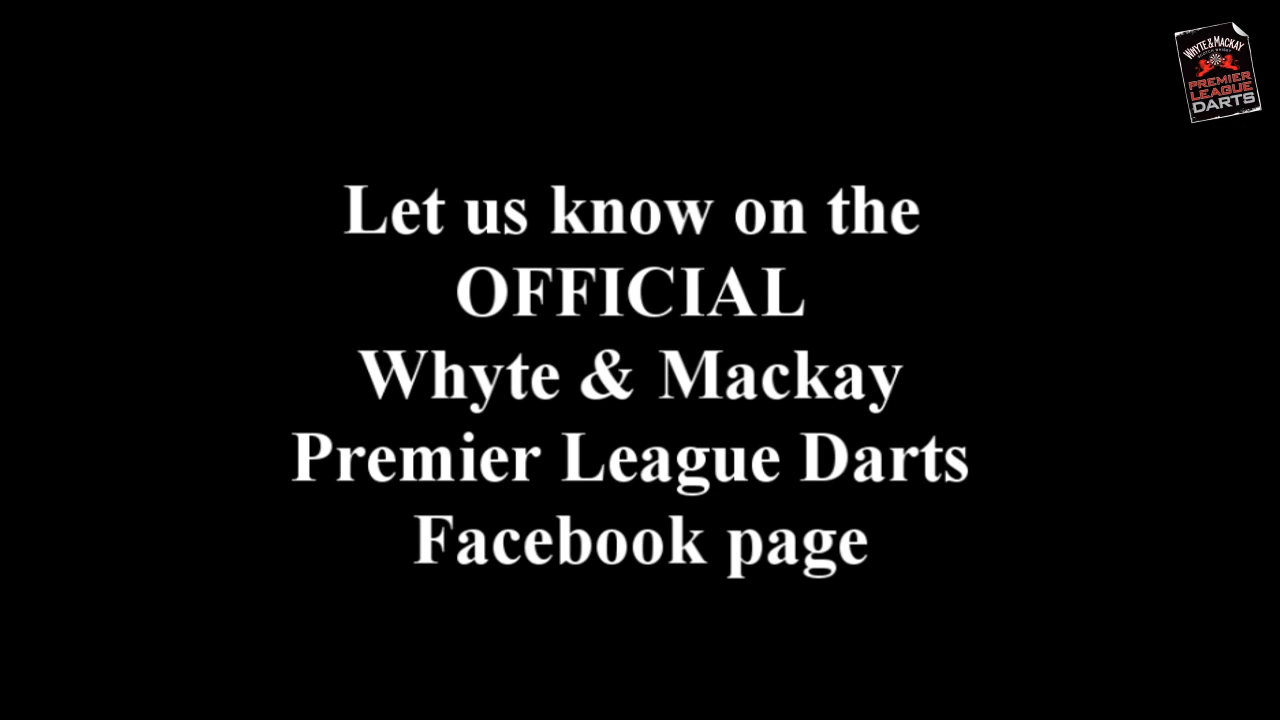 WHYTE & MACKAY
PREMIER
LEAGUE
DARTS
Let us know on the
OFFICIAL
Whyte & Mackay
Premier League Darts
Facebook page